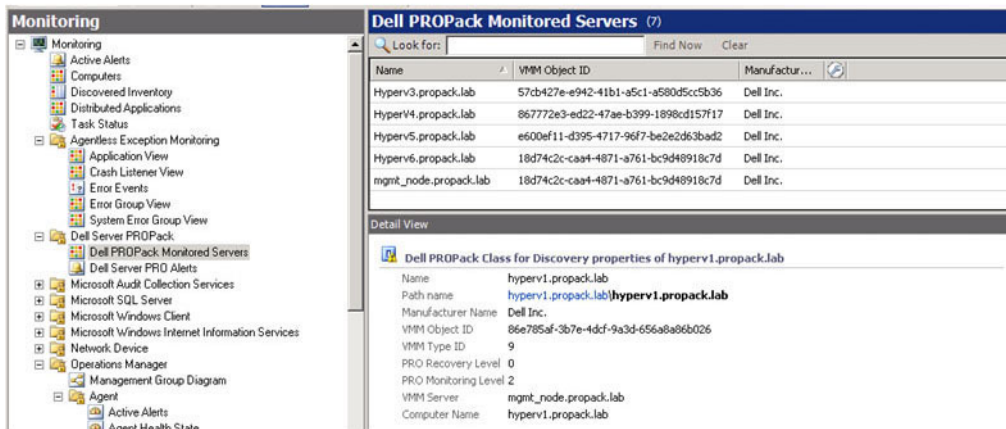 Monitoring
Monitoring
Active Alerts
Computers
Discovered Inventory
Distributed Applications
Task Status
Agentless Exception Monitoring
Application View
Crash Listener View
Error Events
Error Group View
System Error Group View
Dell Server PROPack
Dell PROPack Monitored Servers
Dell Server PRO Alerts
Microsoft Audit Collection Services
Microsoft SQL Server
Microsoft Windows Client
Microsoft Windows Internet Information Services
Network Device
Operations Manager
Management Group Diagram
Agent
Active Alerts
Agent Health State
Dell PROPack Monitored Servers (7)
Look for: Find Now Clear
Name VMM Object ID Manufactur...
Hyperv3.propack.lab 57cb427e-e942-41b1-a5c1-a580d5cc5b36 Dell Inc.
HyperV4.propack.lab 867772e3-ed22-47ae-b399-1898cd157f17 Dell Inc.
Hyperv5.propack.lab e600ef11-d395-4717-96f7-be2e2d63bad2 Dell Inc.
Hyperv6.propack.lab 18d74c2c-caa4-4871-a761-bc9d48918c7d Dell Inc.
mgmt_node.propack.lab 18d74c2c-caa4-4871-a761-bc9d48918c7d Dell Inc.
Detail View
Dell PROPack Class for Discovery properties of hyperv1.propack.lab
Name hyperv1.propack.lab
Path name hyperv1.propack.lab\hyperv1.propack.lab
Manufacturer Name Dell Inc.
VMM Object ID 86e785af-3b7e-4dcf-9a3d-656a8a86b026
VMM Type ID 9
PRO Recovery Level 0
PRO Monitoring Level 2
VMM Server mgmt_node.propack.lab
Computer Name hyperv1.propack.lab